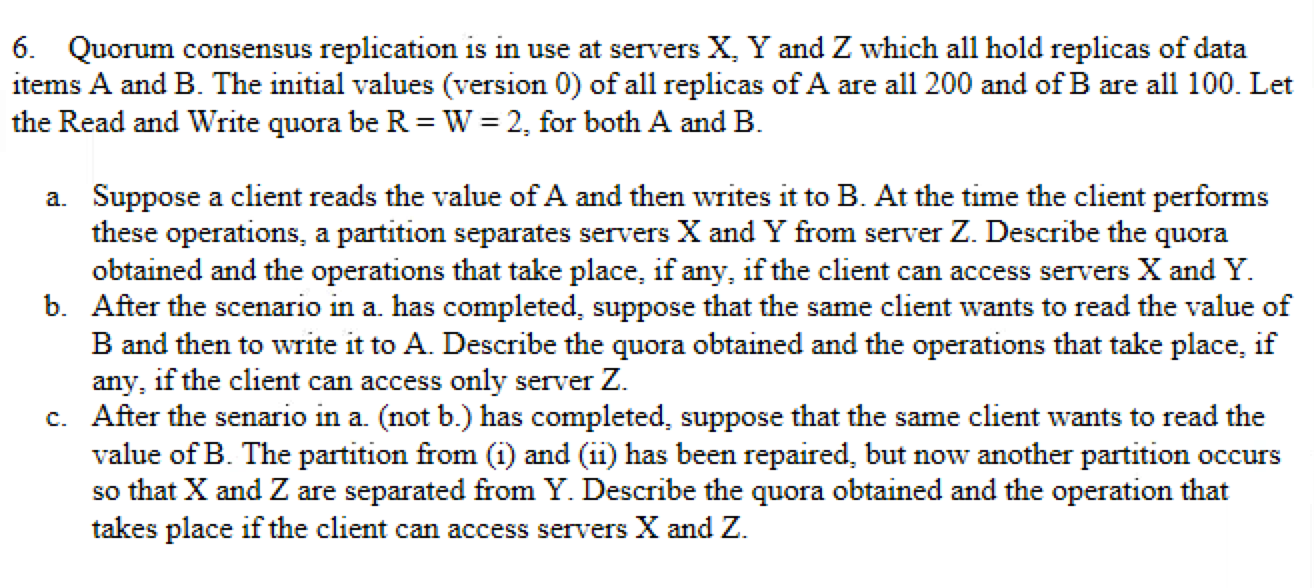 6. Quorum consensus replication is in use at servers X, Y and Z which all hold replicas of data
items A and B. The initial values (version 0) of all replicas of A are all 200 and of B are all 100. Let
the Read and Write quora be R = W = 2, for both A and B.
a. Suppose a client reads the value of A and then writes it to B. At the time the client performs
these operations, a partition separates servers X and Y from server Z. Describe the quora
obtained and the operations that take place, if any, if the client can access servers X and Y.
b. After the scenario in a. has completed, suppose that the same client wants to read the value of
B and then to write it to A. Describe the quora obtained and the operations that take place, if
any, if the client can access only server Z.
c. After the senario in a. (not b.) has completed, suppose that the same client wants to read the
value of B. The partition from (i) and (ii) has been repaired, but now another partition occurs
so that X and Z are separated from Y. Describe the quora obtained and the operation that
takes place if the client can access servers X and Z.